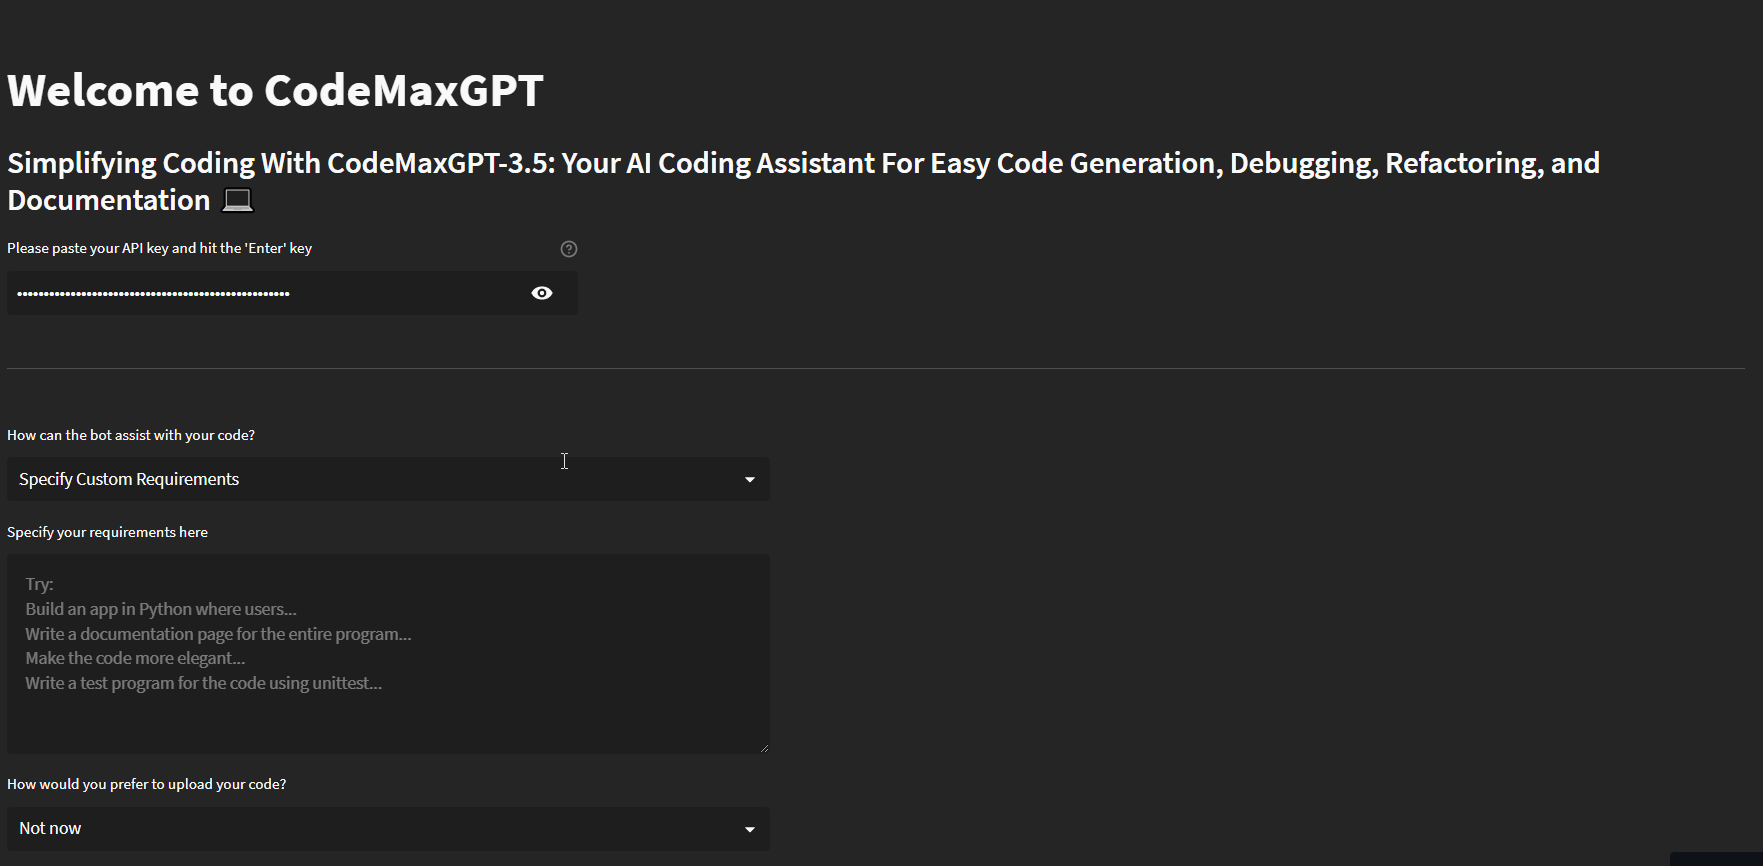 Welcome to CodeMaxGPT
Simplifying Coding With CodeMaxGPT-3.5: Your AI Coding Assistant For Easy Code Generation, Debugging, Refactoring, and
Documentation 💻
Please paste your API key and hit the 'Enter' key
How can the bot assist with your code?
Specify Custom Requirements
Specify your requirements here
Try:
Build an app in Python where users...
Write a documentation page for the entire program...
Make the code more elegant...
Write a test program for the code using unittest...
How would you prefer to upload your code?
Not now